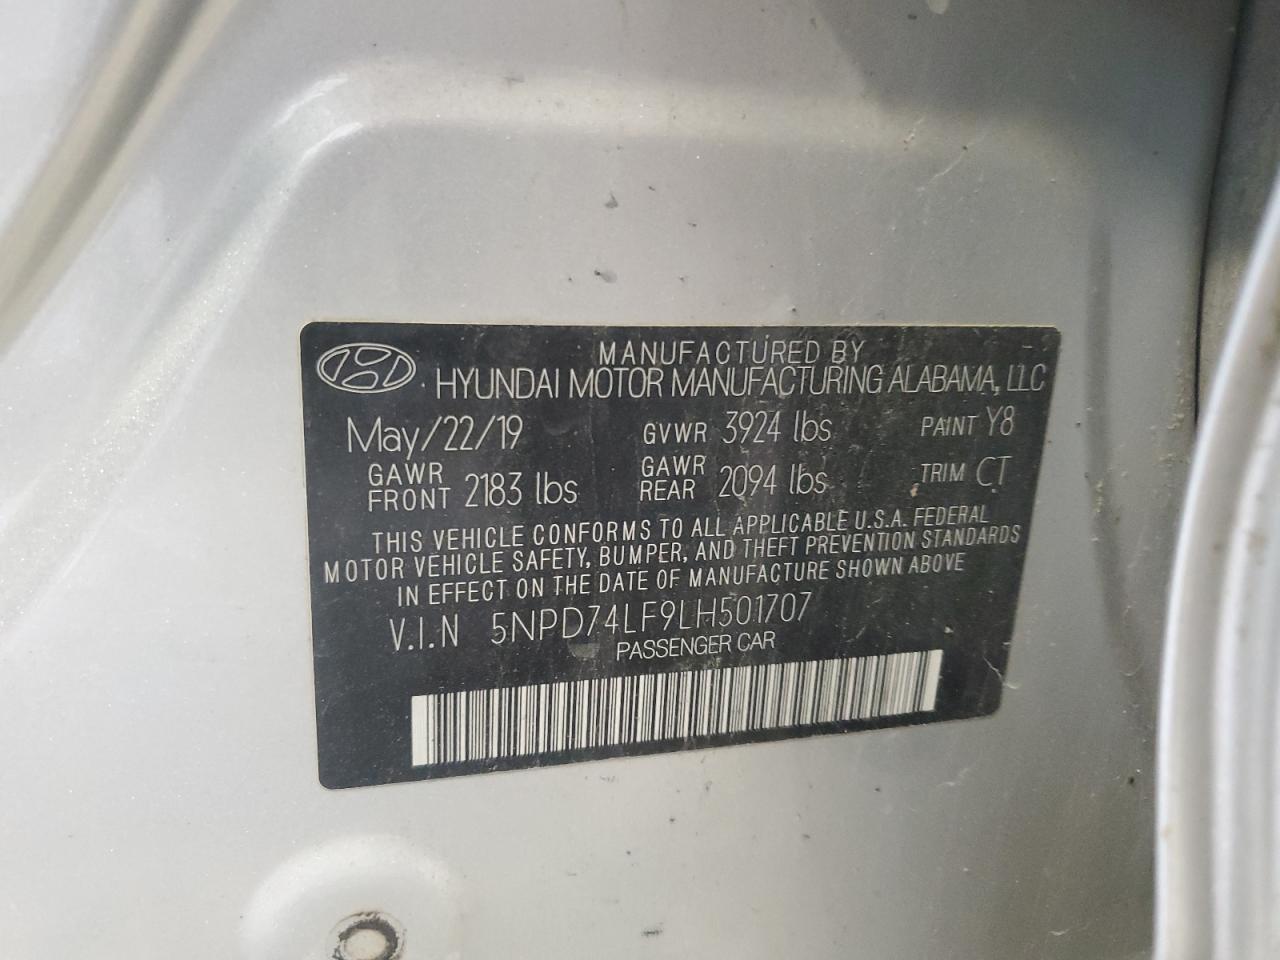 MANUFACTURED BY
HYUNDAI MOTOR MANUFACTURING ALABAMA, LLC
May/22/19 GVWR 3924 lbs PAINT Y8
GAWR FRONT 2183 lbs GAWR REAR 2094 lbs TRIM CT
THIS VEHICLE CONFORMS TO ALL APPLICABLE U.S.A. FEDERAL
MOTOR VEHICLE SAFETY, BUMPER, AND THEFT PREVENTION STANDARDS
IN EFFECT ON THE DATE OF MANUFACTURE SHOWN ABOVE
V.I.N 5NPD74LF9LH501707
PASSENGER CAR